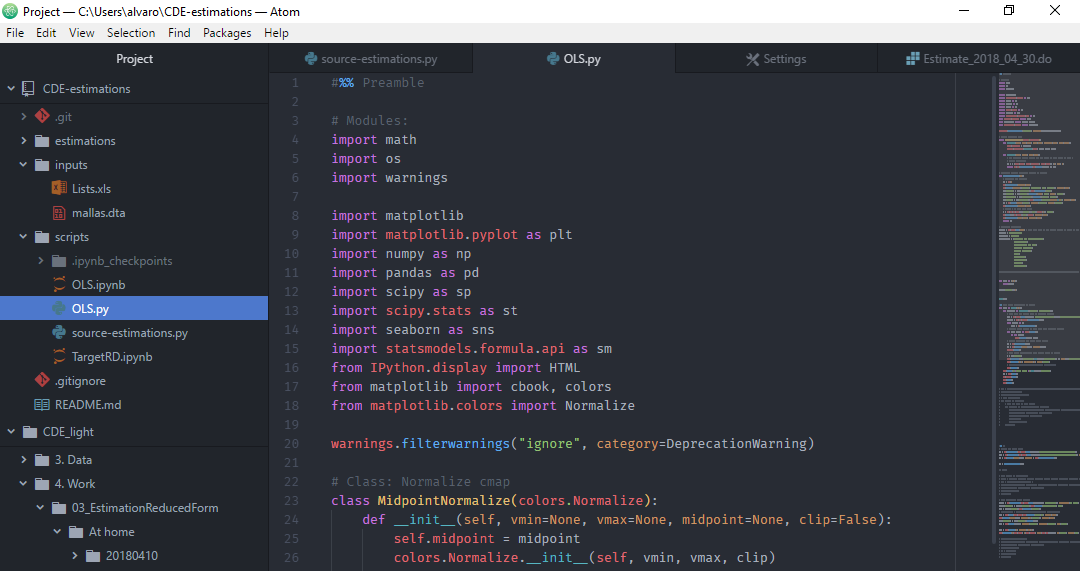 Project — C:\Users\alvaro\CDE-estimations — Atom
File Edit View Selection Find Packages Help
Project
CDE-estimations
.git
estimations
inputs
Lists.xls
mallas.dta
scripts
.ipynb_checkpoints
OLS.ipynb
OLS.py
source-estimations.py
TargetRD.ipynb
.gitignore
README.md
CDE_light
3. Data
4. Work
03_EstimationReducedForm
At home
20180410
source-estimations.py OLS.py Settings Estimate_2018_04_30.do
1 #%% Preamble
2
3 # Modules:
4 import math
5 import os
6 import warnings
7
8 import matplotlib
9 import matplotlib.pyplot as plt
10 import numpy as np
11 import pandas as pd
12 import scipy as sp
13 import scipy.stats as st
14 import seaborn as sns
15 import statsmodels.formula.api as sm
16 from IPython.display import HTML
17 from matplotlib import cbook, colors
18 from matplotlib.colors import Normalize
19
20 warnings.filterwarnings("ignore", category=DeprecationWarning)
21
22 # Class: Normalize cmap
23 class MidpointNormalize(colors.Normalize):
24 def __init__(self, vmin=None, vmax=None, midpoint=None, clip=False):
25 self.midpoint = midpoint
26 colors.Normalize.__init__(self, vmin, vmax, clip)